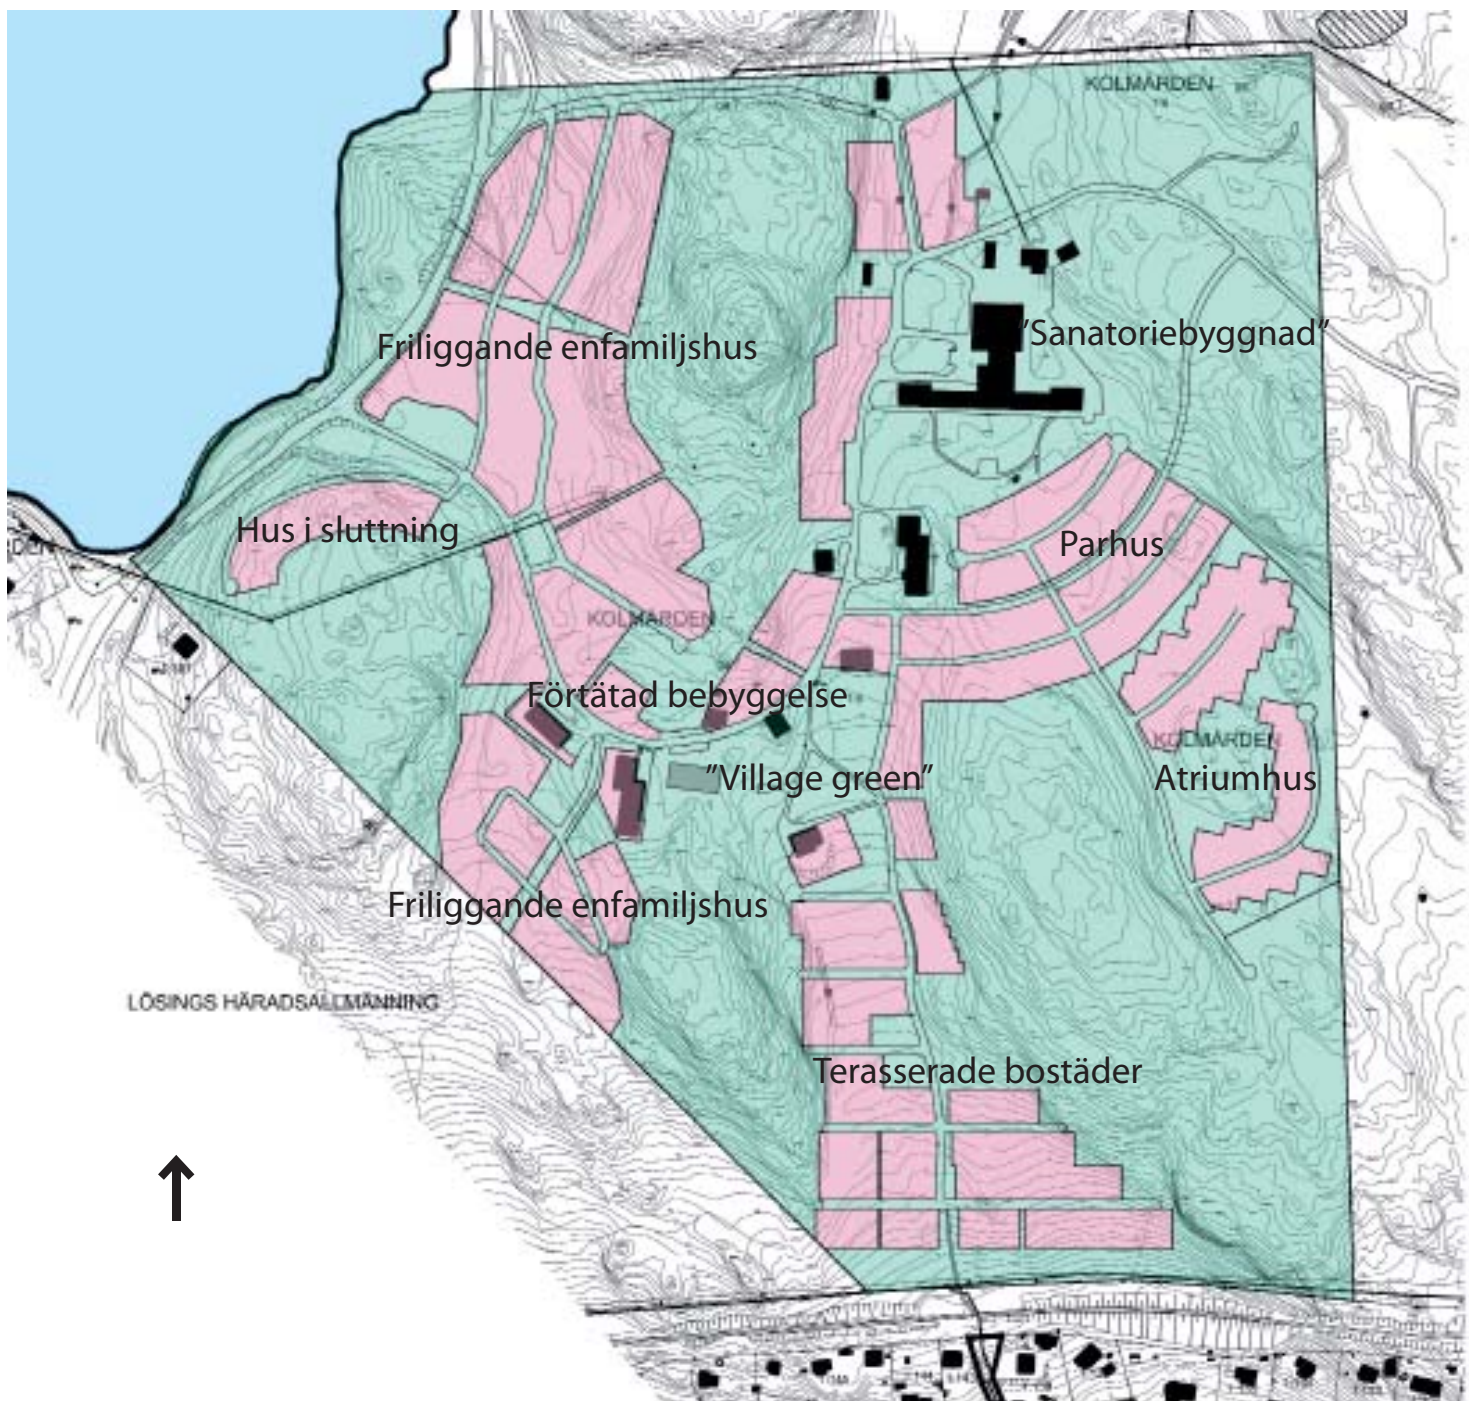 KOLMÅRDEN
"Sanatoriebyggnad"
Friliggande enfamiljshus
Hus i sluttning
Parhus
KOLMÅRDEN
Förtätad bebyggelse
KOLMÅRDEN
"Village green"
Atriumhus
Friliggande enfamiljshus
LÖSINGS HÄRADSALLMÄNNING
Terasserade bostäder